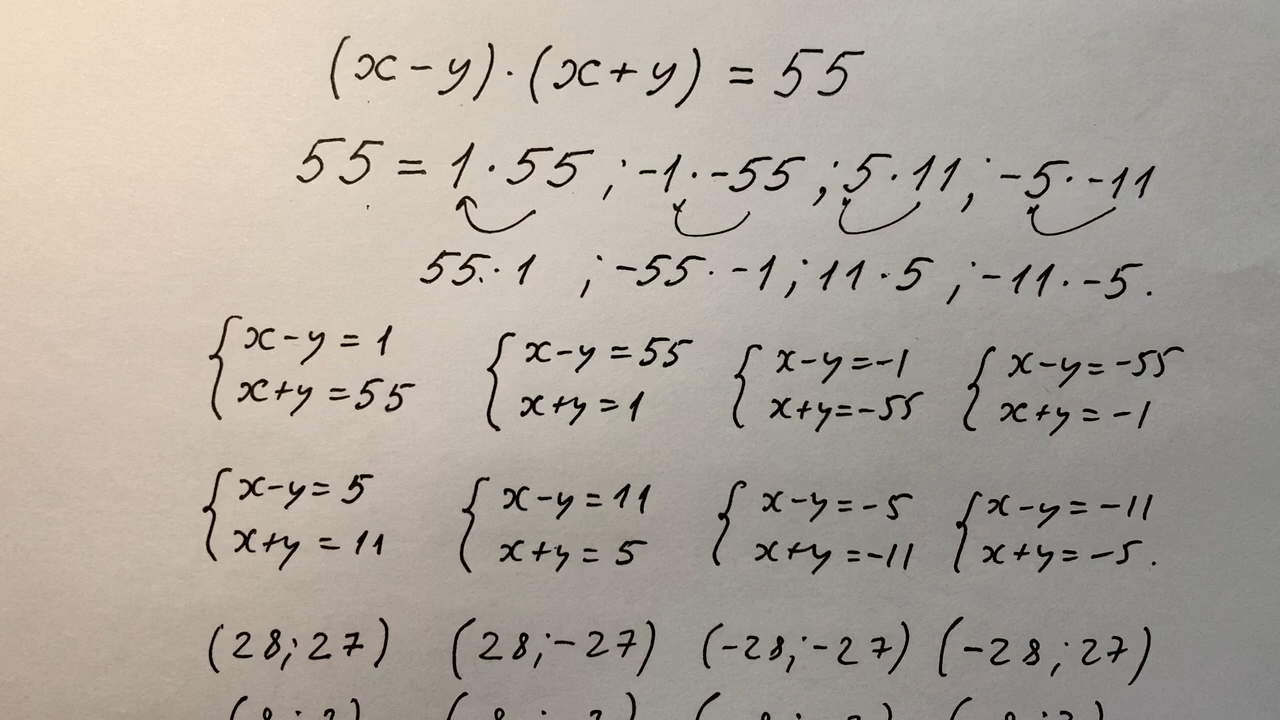 (x-y)·(x+y) = 55
55 = 1·55 ; -1·-55 ; 5·11 ; -5·-11
55·1 ; -55·-1 ; 11·5 ; -11·-5.
{ x-y = 1 { x-y = 55 { x-y = -1 { x-y = -55
x+y = 55 x+y = 1 x+y = -55 x+y = -1
{ x-y = 5 { x-y = 11 { x-y = -5 { x-y = -11
x+y = 11 x+y = 5 x+y = -11 x+y = -5.
(28; 27) (28; -27) (-28; -27) (-28; 27)